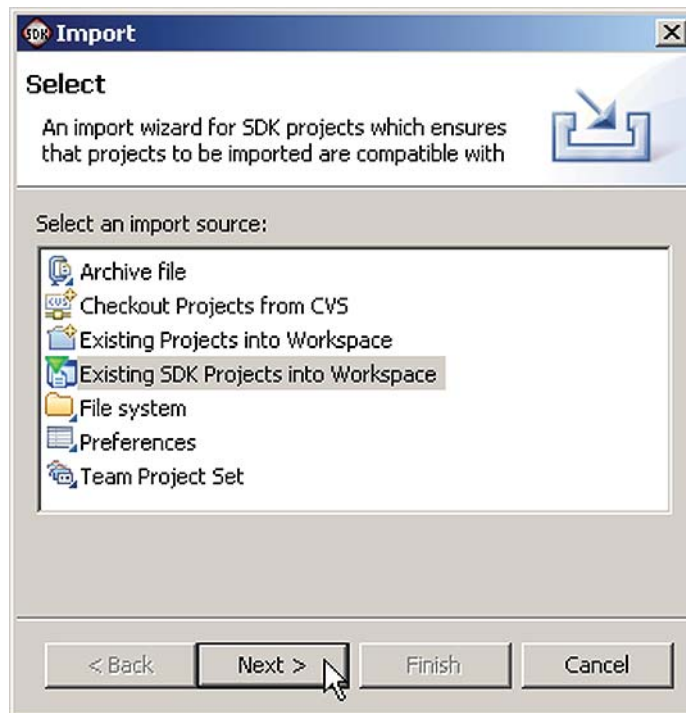 SDK Import
Select
An import wizard for SDK projects which ensures
that projects to be imported are compatible with
Select an import source:
Archive file
CVS Checkout Projects from CVS
Existing Projects into Workspace
Existing SDK Projects into Workspace
File system
Preferences
Team Project Set
< Back Next > Finish Cancel